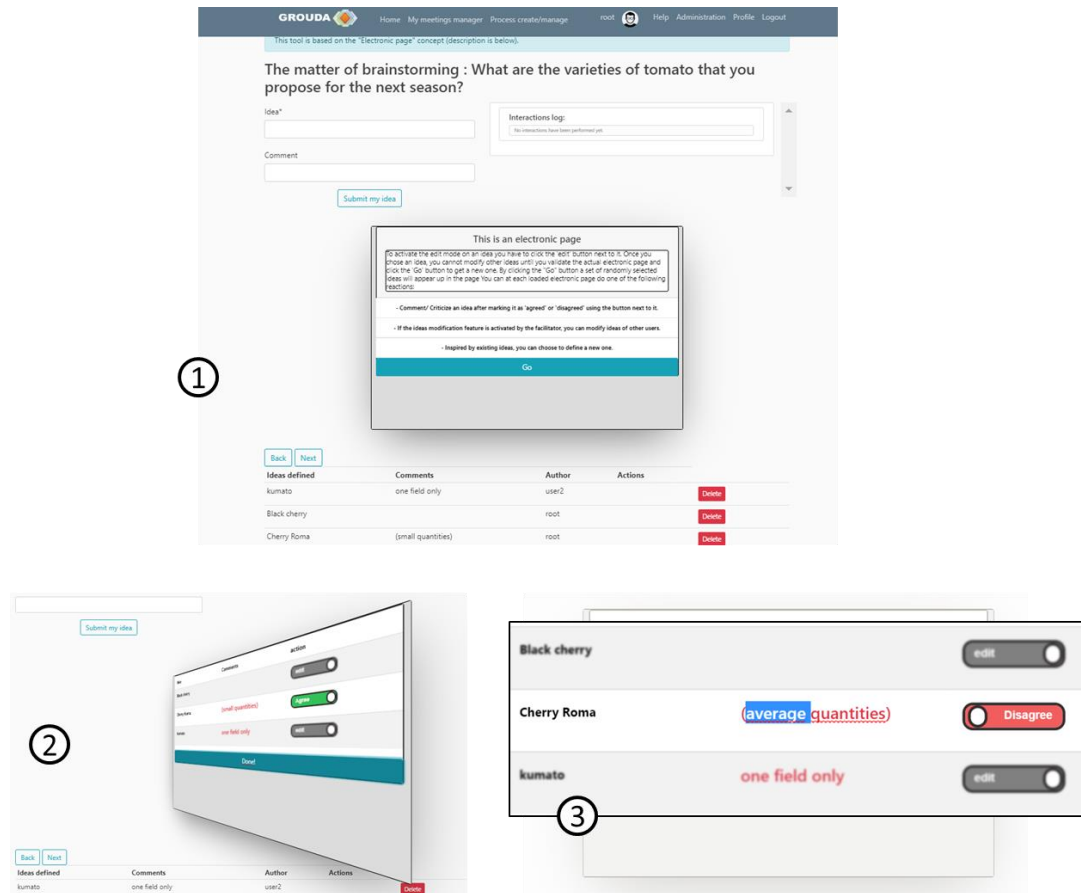 GROUDA Home My meetings manager Process create/manage root Help Administration Profile Logout
This tool is based on the "Electronic page" concept (description is below).
The matter of brainstorming : What are the varieties of tomato that you
propose for the next season?
Idea*
Interactions log:
No interactions have been performed yet.
Comment
Submit my idea
This is an electronic page
To activate the edit mode on an idea you have to click the 'edit' button next to it. Once you
chose an idea, you cannot modify other ideas until you validate the actual electronic page and
click the 'Go' button to get a new one. By clicking the "Go" button a set of randomly selected
ideas will appear up in the page You can at each loaded electronic page do one of the following
reactions:
- Comment/ Criticize an idea after marking it as 'agreed' or 'disagreed' using the button next to it.
- If the ideas modification feature is activated by the facilitator, you can modify ideas of other users.
- Inspired by existing ideas, you can choose to define a new one.
Go
1
Back Next
Ideas defined Comments Author Actions
kumato one field only user2 Delete
Black cherry root Delete
Cherry Roma (small quantities) root Delete
Submit my idea
Idea Comments action
Black cherry edit
Cherry Roma (small quantities) Agree
kumato one field only edit
Done!
2
Back Next
Ideas defined Comments Author Actions
kumato one field only user2 Delete
Black cherry edit
Cherry Roma (average quantities) Disagree
kumato one field only edit
3